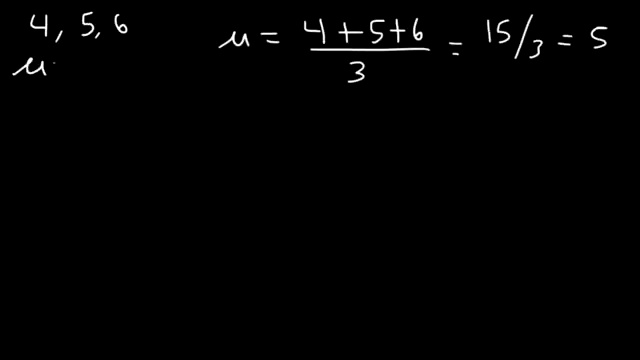 4, 5, 6
μ = 4 + 5 + 6 / 3 = 15/3 = 5
μ